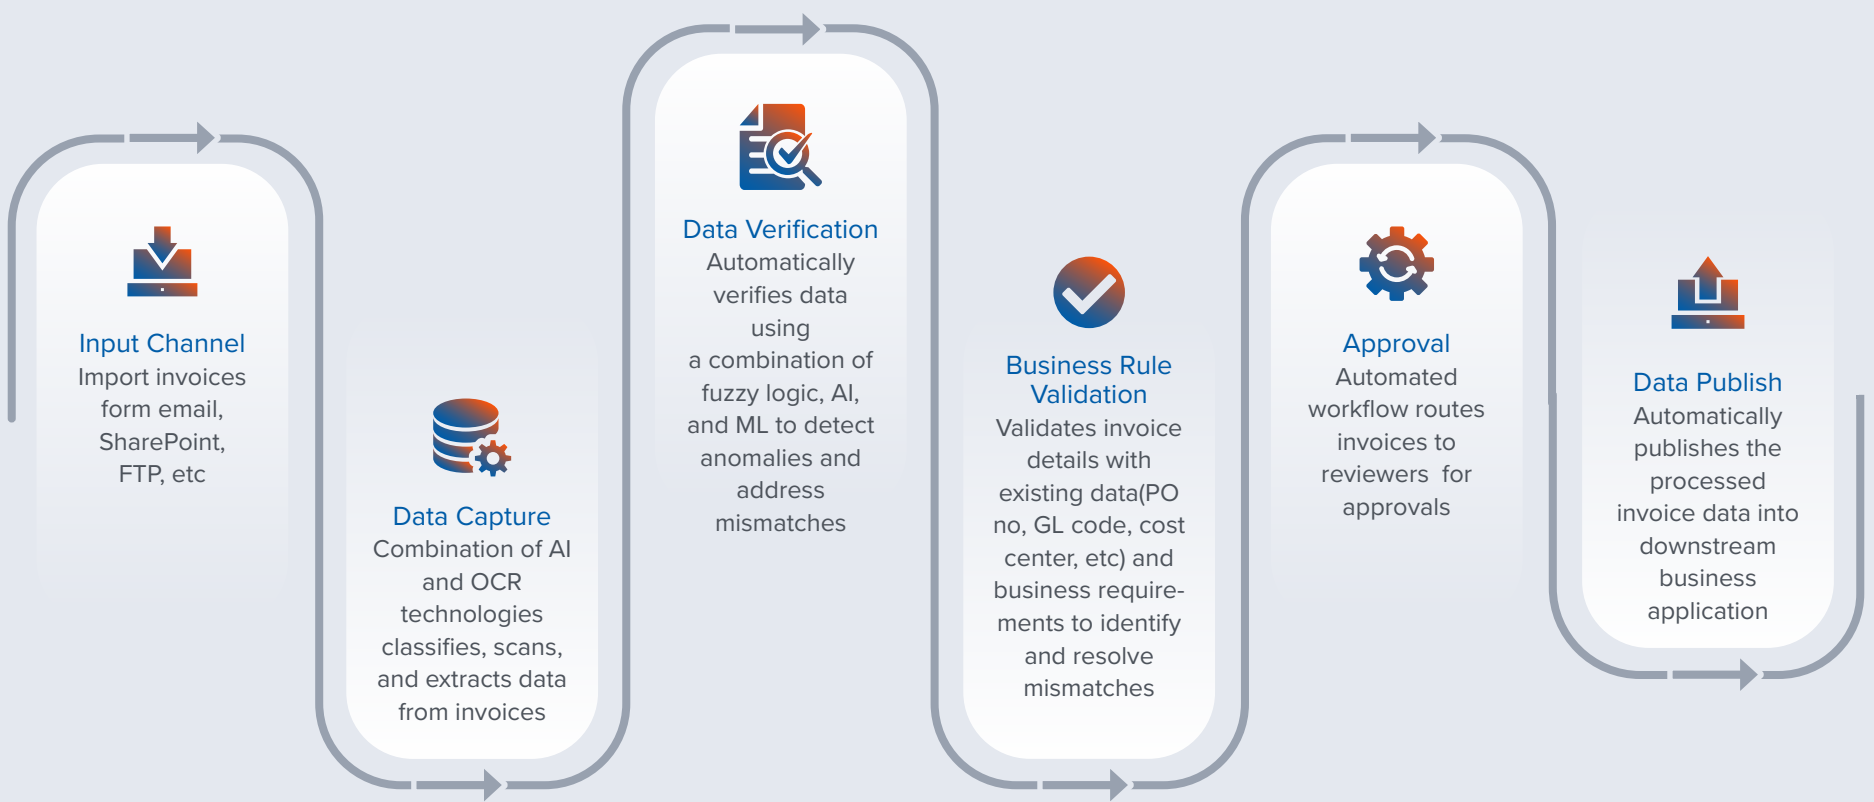 Input Channel
Import invoices
form email,
SharePoint,
FTP, etc
Data Capture
Combination of AI
and OCR
technologies
classifies, scans,
and extracts data
from invoices
Data Verification
Automatically
verifies data
using
a combination of
fuzzy logic, AI,
and ML to detect
anomalies and
address
mismatches
Business Rule
Validation
Validates invoice
details with
existing data(PO
no, GL code, cost
center, etc) and
business require-
ments to identify
and resolve
mismatches
Approval
Automated
workflow routes
invoices to
reviewers  for
approvals
Data Publish
Automatically
publishes the
processed
invoice data into
downstream
business
application